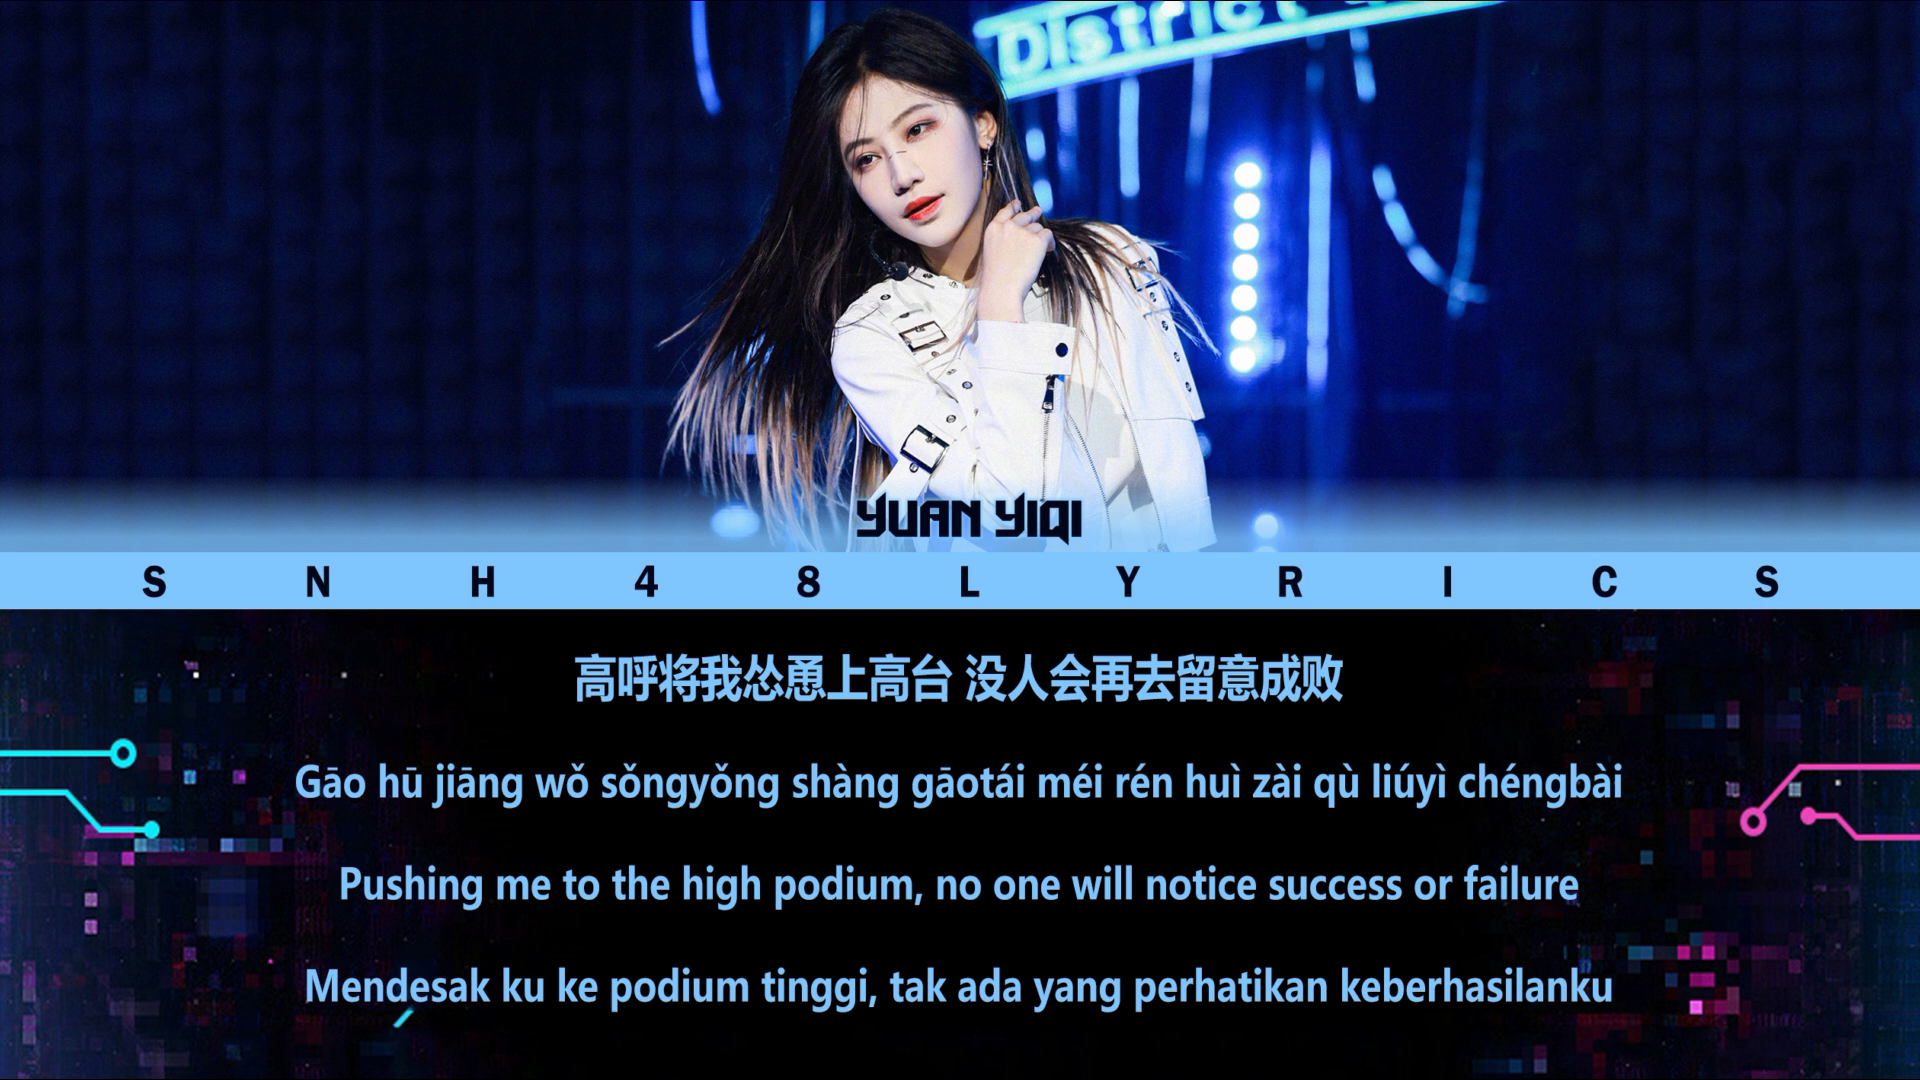 District
YUAN YIQI
S N H 4 8 L Y R I C S
高呼将我怂恿上高台 没人会再去留意成败
Gāo hū jiāng wǒ sǒngyǒng shàng gāotái méi rén huì zài qù liúyì chéngbài
Pushing me to the high podium, no one will notice success or failure
Mendesak ku ke podium tinggi, tak ada yang perhatikan keberhasilanku